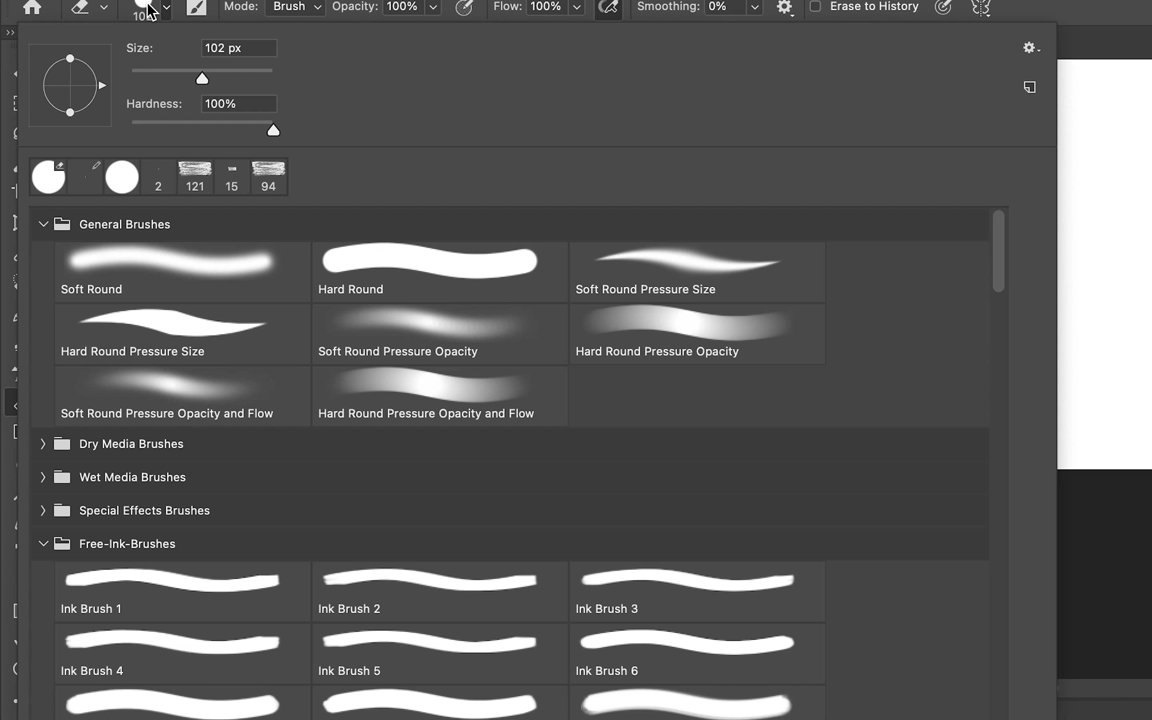 Mode: Brush Opacity: 100% Flow: 100% Smoothing: 0% Erase to History
Size: 102 px
Hardness: 100%
2 121 15 94
General Brushes
Soft Round Hard Round Soft Round Pressure Size
Hard Round Pressure Size Soft Round Pressure Opacity Hard Round Pressure Opacity
Soft Round Pressure Opacity and Flow Hard Round Pressure Opacity and Flow
Dry Media Brushes
Wet Media Brushes
Special Effects Brushes
Free-Ink-Brushes
Ink Brush 1 Ink Brush 2 Ink Brush 3
Ink Brush 4 Ink Brush 5 Ink Brush 6